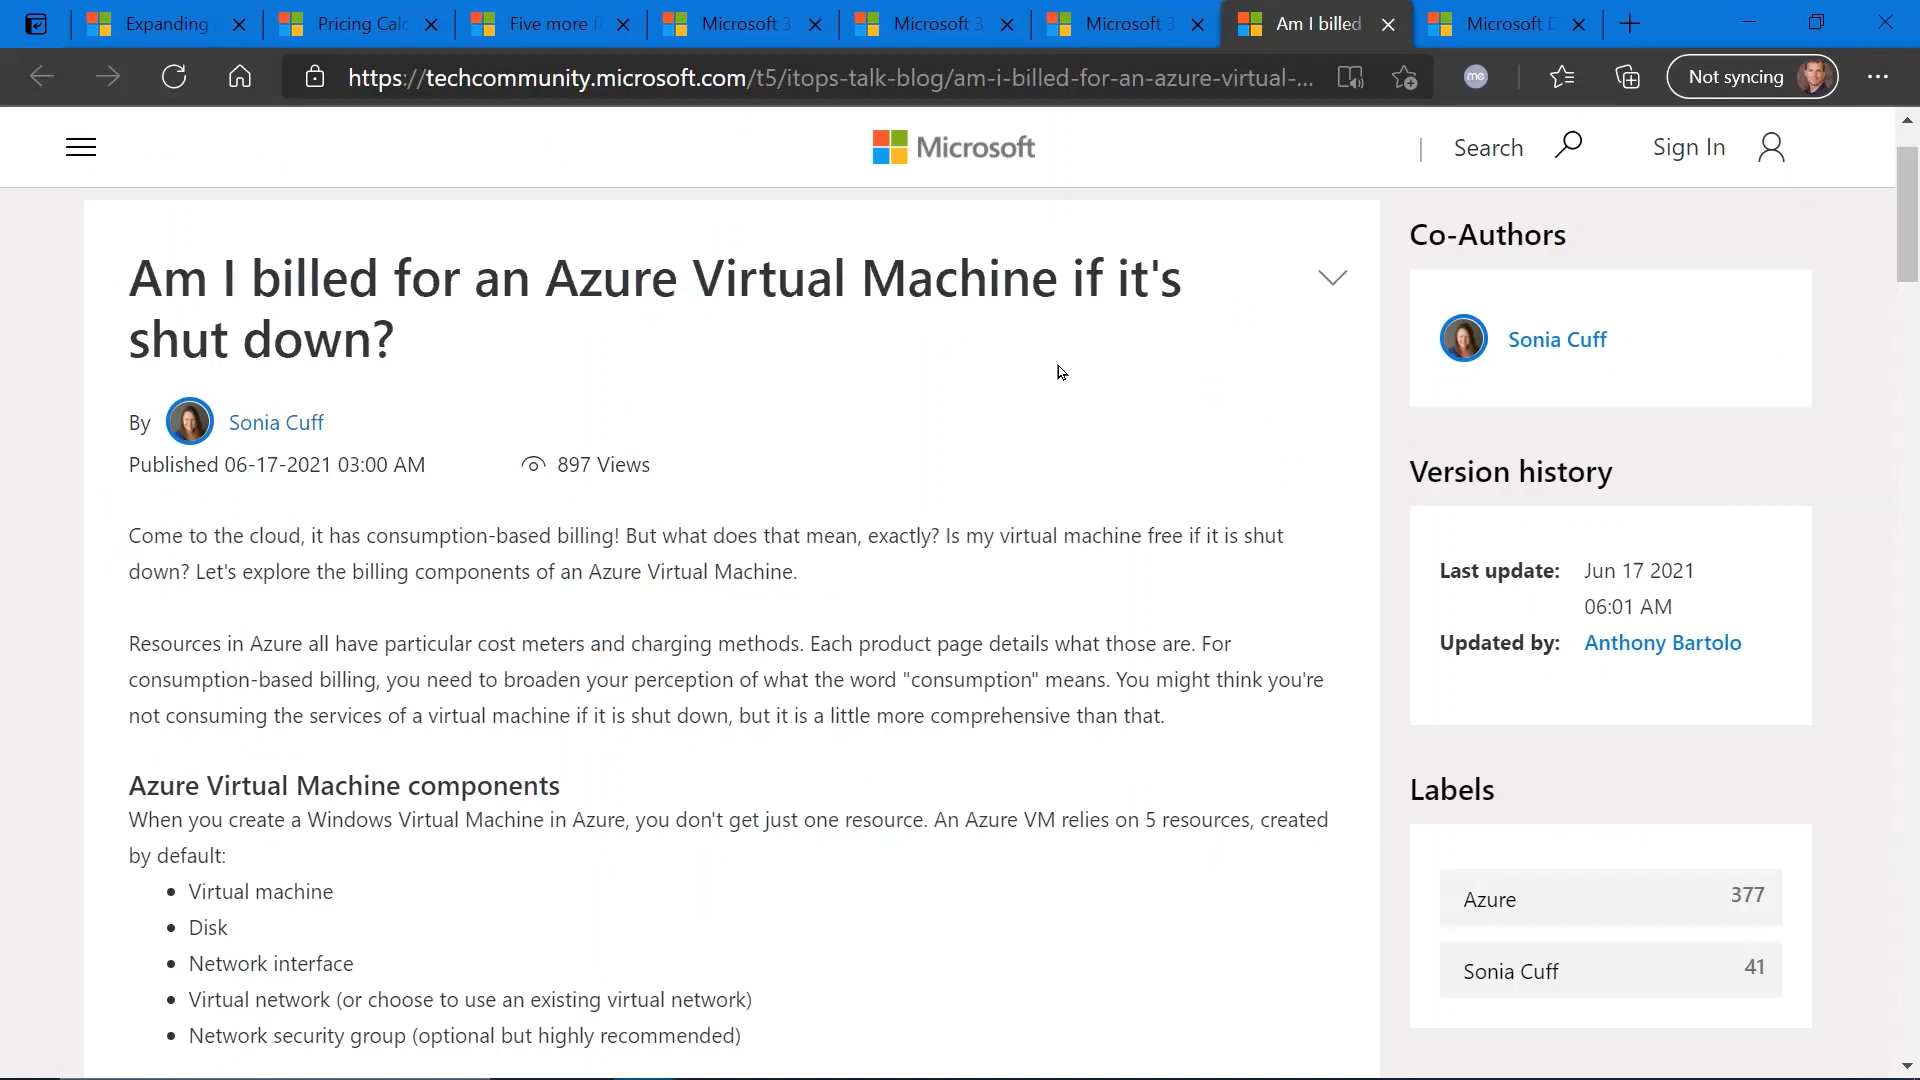 Expanding
Pricing Calc
Five more f
Microsoft 3
Microsoft 3
Microsoft 3
Am I billed
Microsoft D
https://techcommunity.microsoft.com/t5/itops-talk-blog/am-i-billed-for-an-azure-virtual-...
me
Not syncing
Microsoft
Search
Sign In
Am I billed for an Azure Virtual Machine if it's
shut down?
By Sonia Cuff
Published 06-17-2021 03:00 AM
897 Views
Come to the cloud, it has consumption-based billing! But what does that mean, exactly? Is my virtual machine free if it is shut
down? Let's explore the billing components of an Azure Virtual Machine.
Resources in Azure all have particular cost meters and charging methods. Each product page details what those are. For
consumption-based billing, you need to broaden your perception of what the word "consumption" means. You might think you're
not consuming the services of a virtual machine if it is shut down, but it is a little more comprehensive than that.
Azure Virtual Machine components
When you create a Windows Virtual Machine in Azure, you don't get just one resource. An Azure VM relies on 5 resources, created
by default:
• Virtual machine
• Disk
• Network interface
• Virtual network (or choose to use an existing virtual network)
• Network security group (optional but highly recommended)
Co-Authors
Sonia Cuff
Version history
Last update: Jun 17 2021
06:01 AM
Updated by: Anthony Bartolo
Labels
Azure 377
Sonia Cuff 41